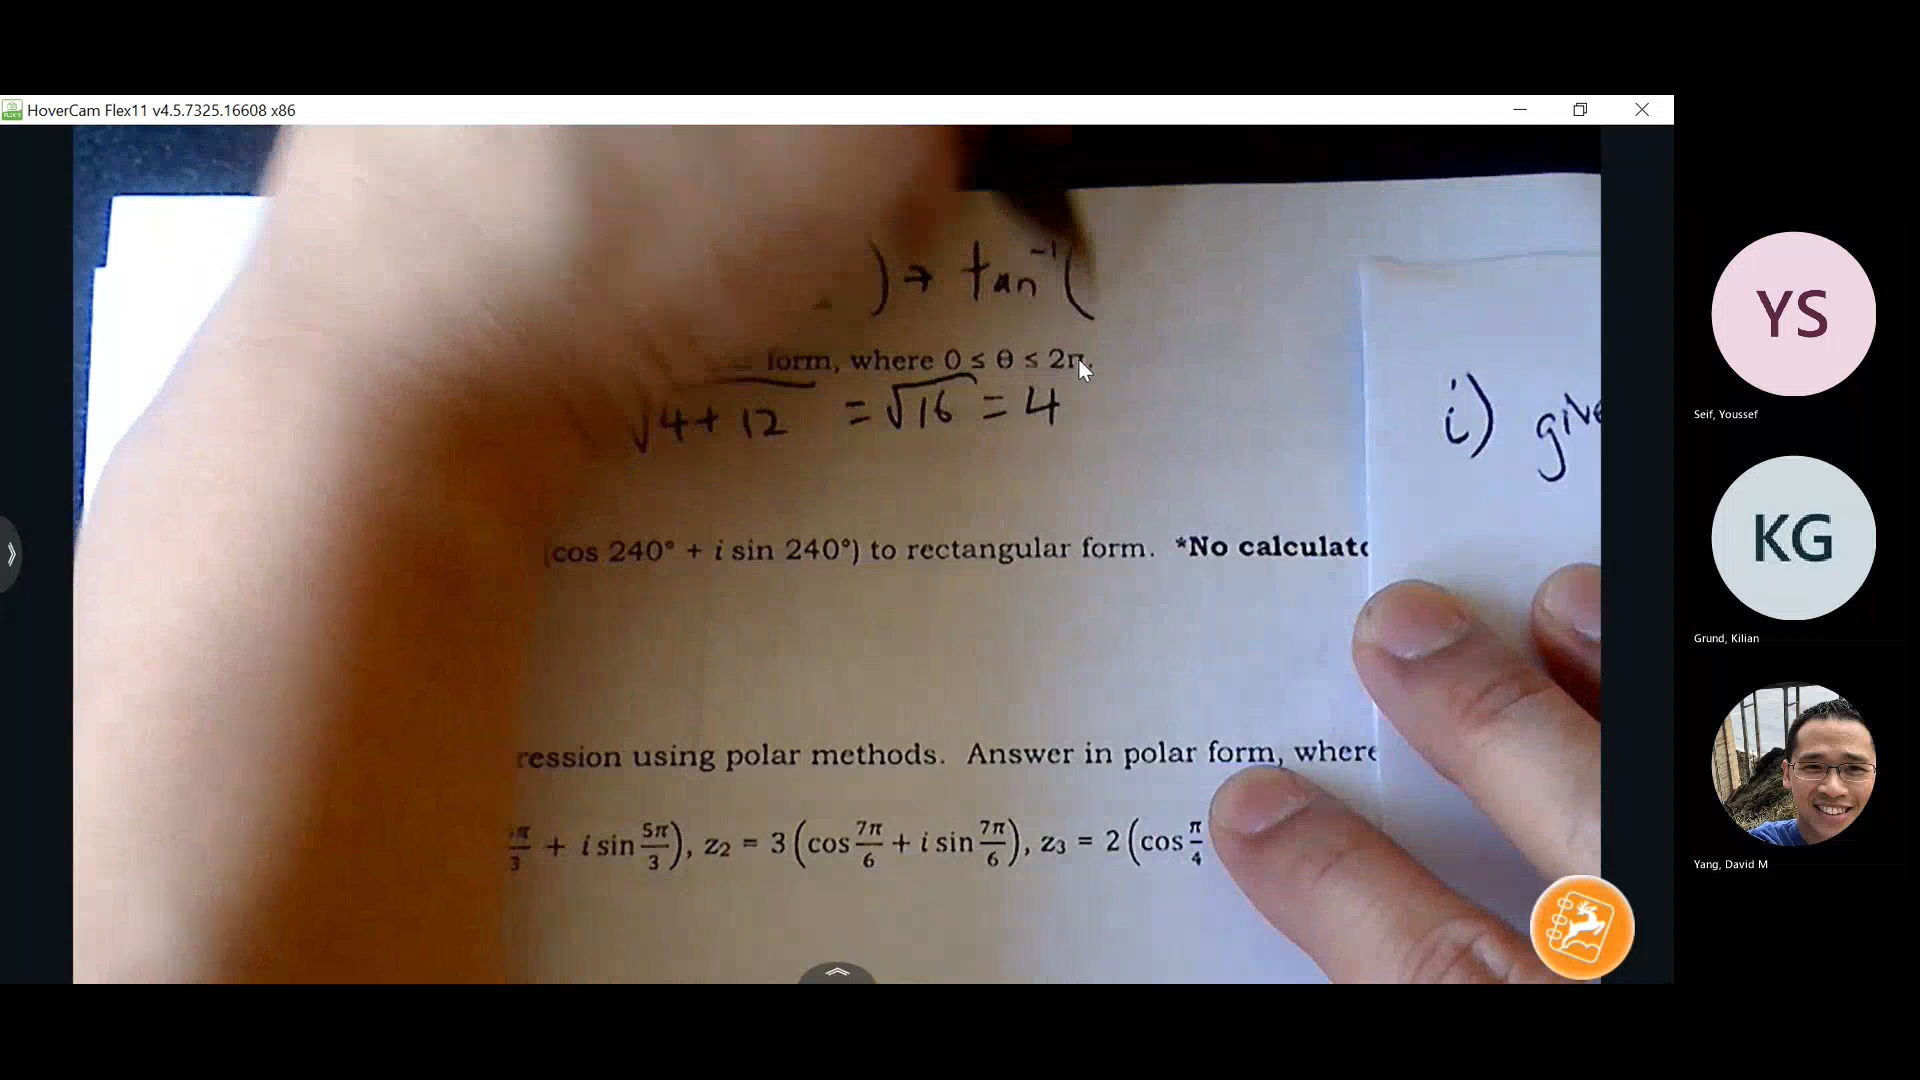 HoverCam Flex11 v4.5.7325.16608 x86
) → tan⁻¹(
form, where 0 ≤ θ ≤ 2π.
√4+12 = √16 = 4
i) give
YS
Seif, Youssef
(cos 240° + i sin 240°) to rectangular form. *No calculato
KG
Grund, Kilian
ression using polar methods. Answer in polar form, where
π/3 + i sin 5π/3), z₂ = 3 (cos 7π/6 + i sin 7π/6), z₃ = 2 (cos π/4
Yang, David M